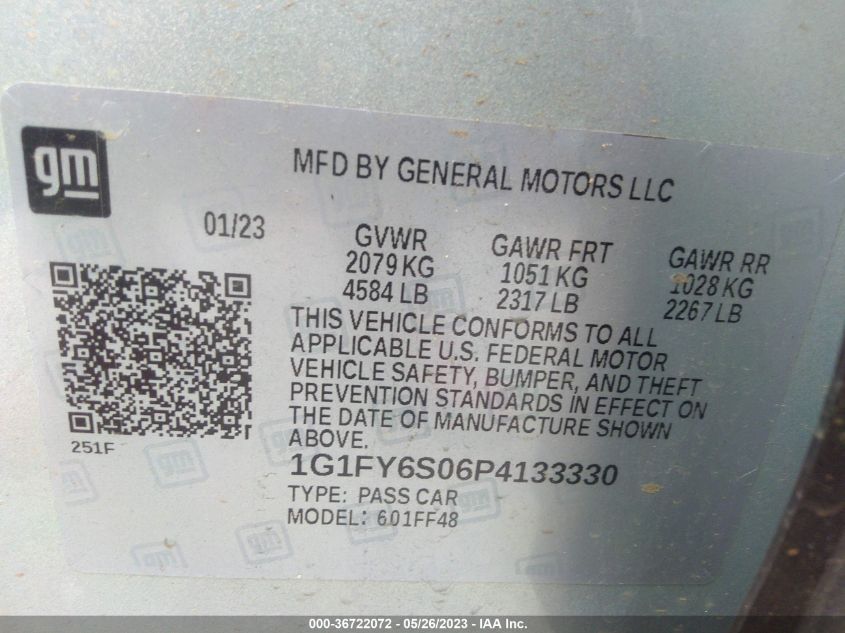 gm
MFD BY GENERAL MOTORS LLC
01/23
GVWR
2079 KG
4584 LB
GAWR FRT
1051 KG
2317 LB
GAWR RR
1028 KG
2267 LB
THIS VEHICLE CONFORMS TO ALL
APPLICABLE U.S. FEDERAL MOTOR
VEHICLE SAFETY, BUMPER, AND THEFT
PREVENTION STANDARDS IN EFFECT ON
THE DATE OF MANUFACTURE SHOWN
ABOVE.
251F
1G1FY6S06P4133330
TYPE: PASS CAR
MODEL: 601FF48
000-36722072 - 05/26/2023 - IAA Inc.